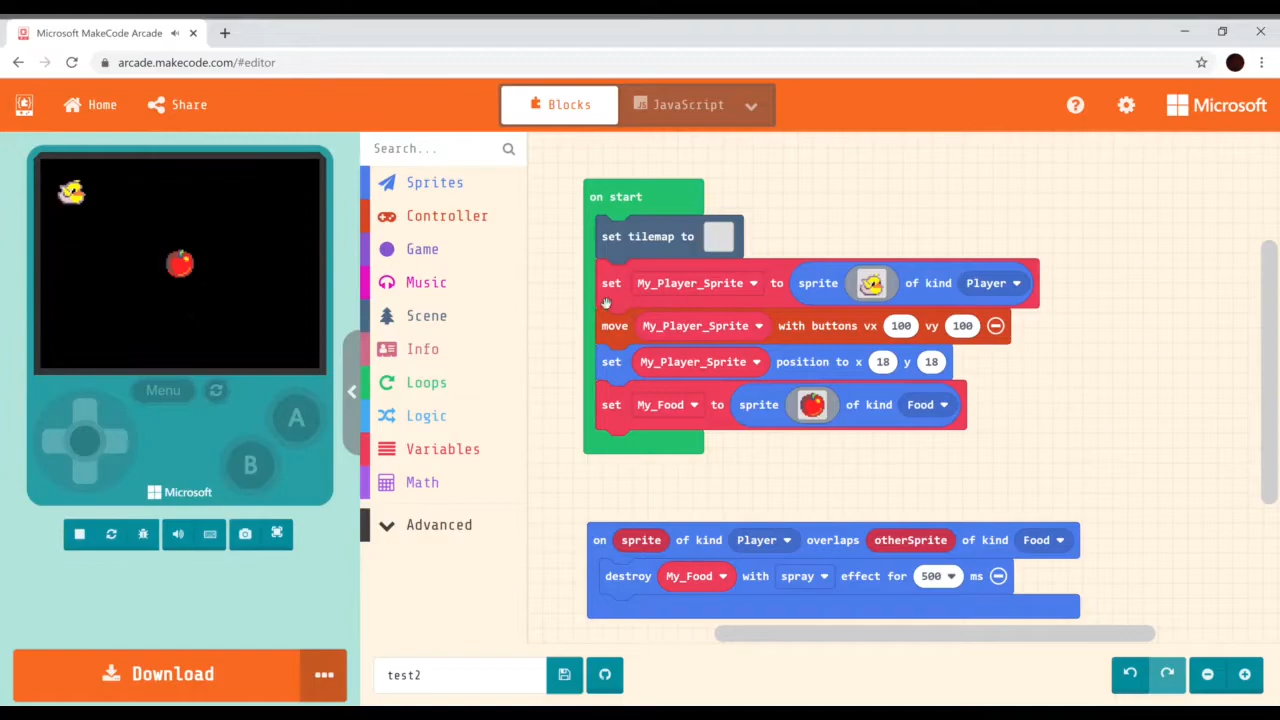 Microsoft MakeCode Arcade
arcade.makecode.com/#editor
Home
Share
Blocks
JavaScript
Microsoft
Search...
Sprites
Controller
Game
Music
Scene
Info
Loops
Logic
Variables
Math
Advanced
Menu
A
B
Microsoft
on start
set tilemap to
set My_Player_Sprite to sprite of kind Player
move My_Player_Sprite with buttons vx 100 vy 100
set My_Player_Sprite position to x 18 y 18
set My_Food to sprite of kind Food
on sprite of kind Player overlaps otherSprite of kind Food
destroy My_Food with spray effect for 500 ms
Download
test2